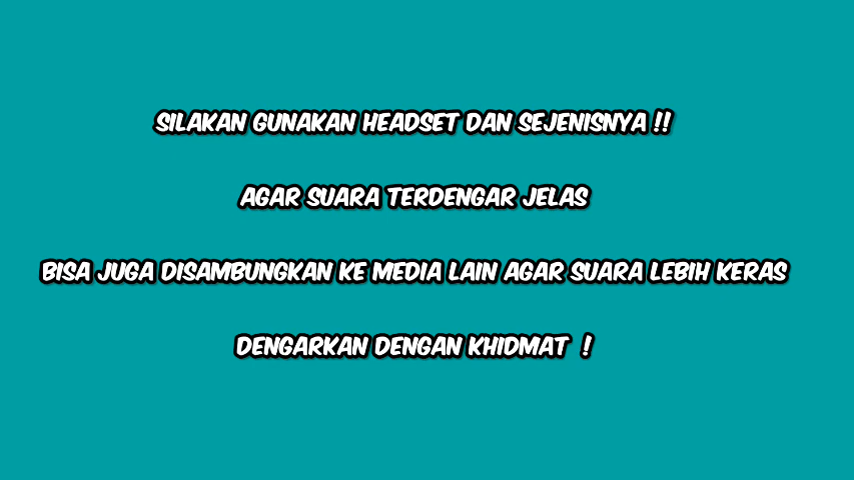 SILAKAN GUNAKAN HEADSET DAN SEJENISNYA !!
AGAR SUARA TERDENGAR JELAS
BISA JUGA DISAMBUNGKAN KE MEDIA LAIN AGAR SUARA LEBIH KERAS
DENGARKAN DENGAN KHIDMAT !